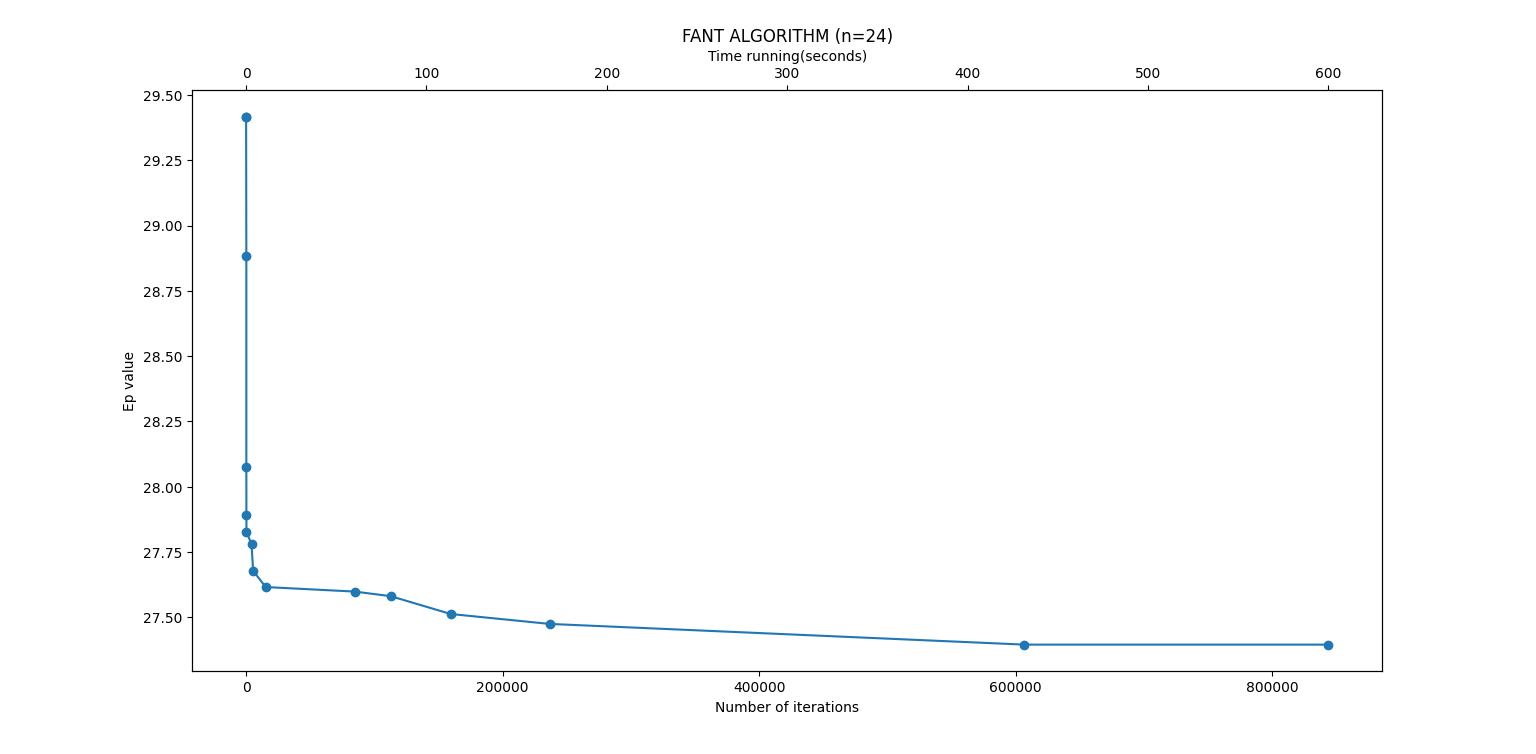 FANT ALGORITHM (n=24)
Time running(seconds)
0 100 200 300 400 500 600
29.50
29.25
29.00
28.75
28.50
28.25
28.00
27.75
27.50
Ep value
0 200000 400000 600000 800000
Number of iterations